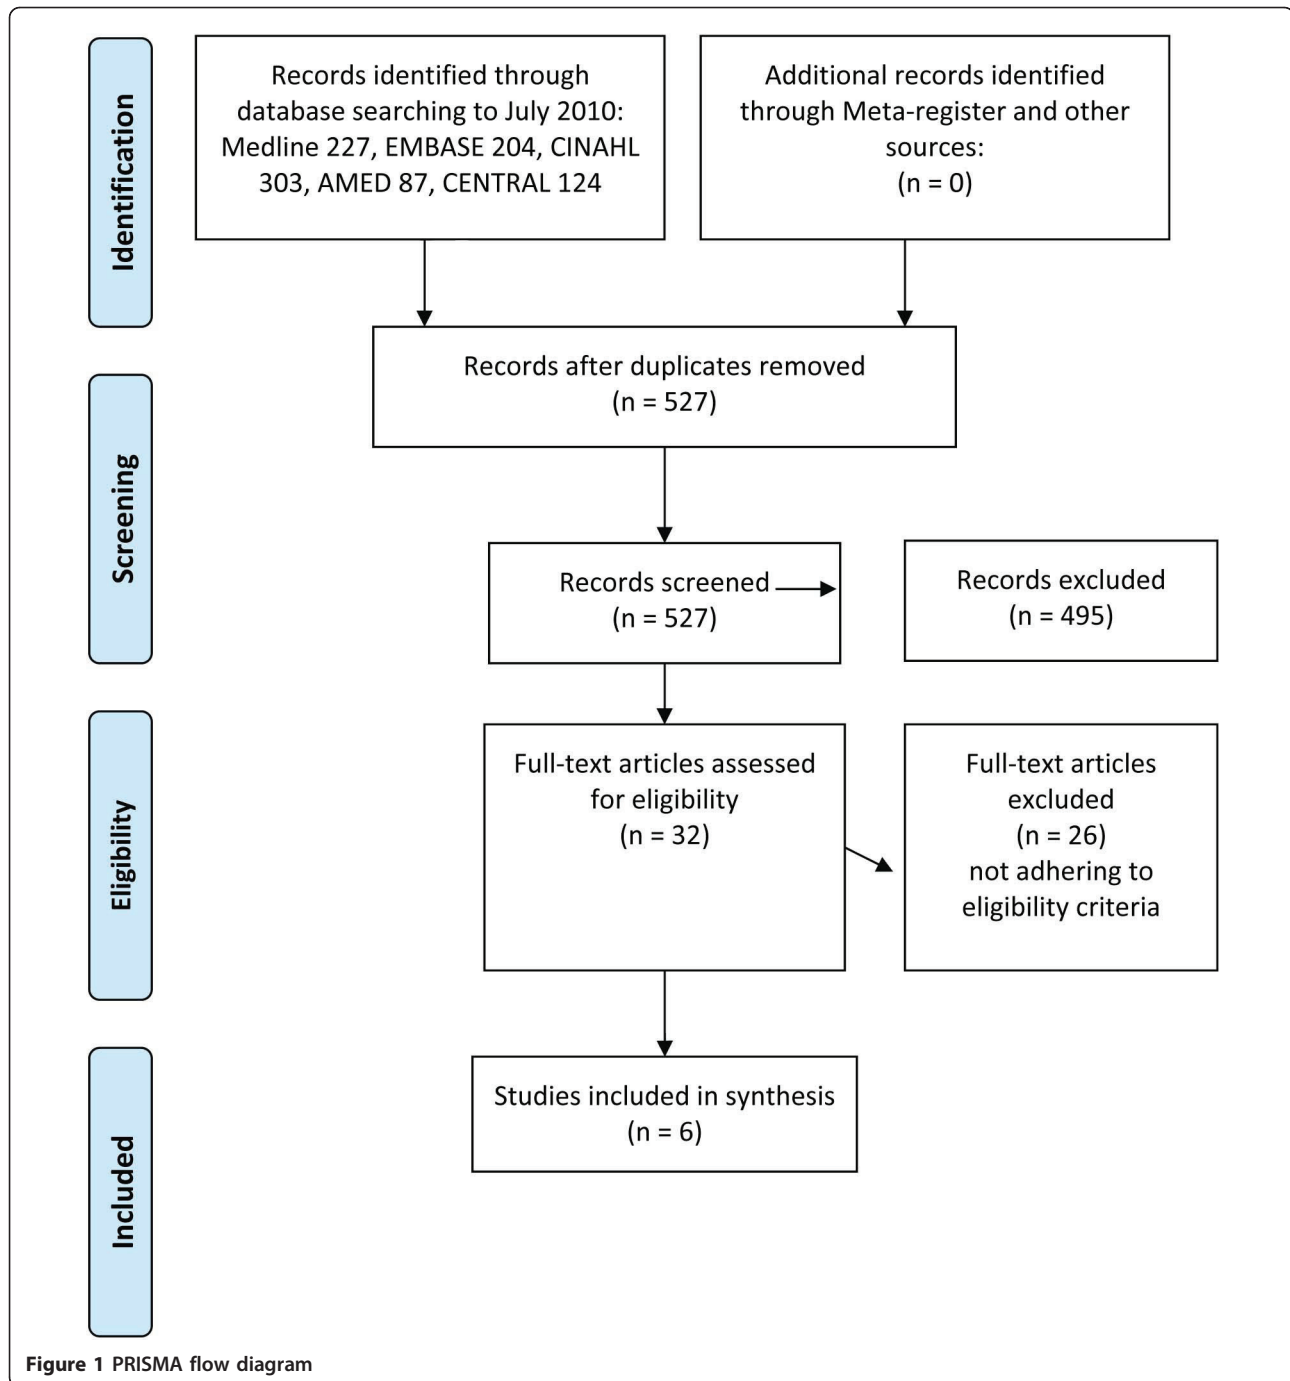 Identification
Records identified through
database searching to July 2010:
Medline 227, EMBASE 204, CINAHL
303, AMED 87, CENTRAL 124
Additional records identified
through Meta-register and other
sources:
(n = 0)
Records after duplicates removed
(n = 527)
Screening
Records screened
(n = 527)
Records excluded
(n = 495)
Eligibility
Full-text articles assessed
for eligibility
(n = 32)
Full-text articles
excluded
(n = 26)
not adhering to
eligibility criteria
Included
Studies included in synthesis
(n = 6)
Figure 1 PRISMA flow diagram